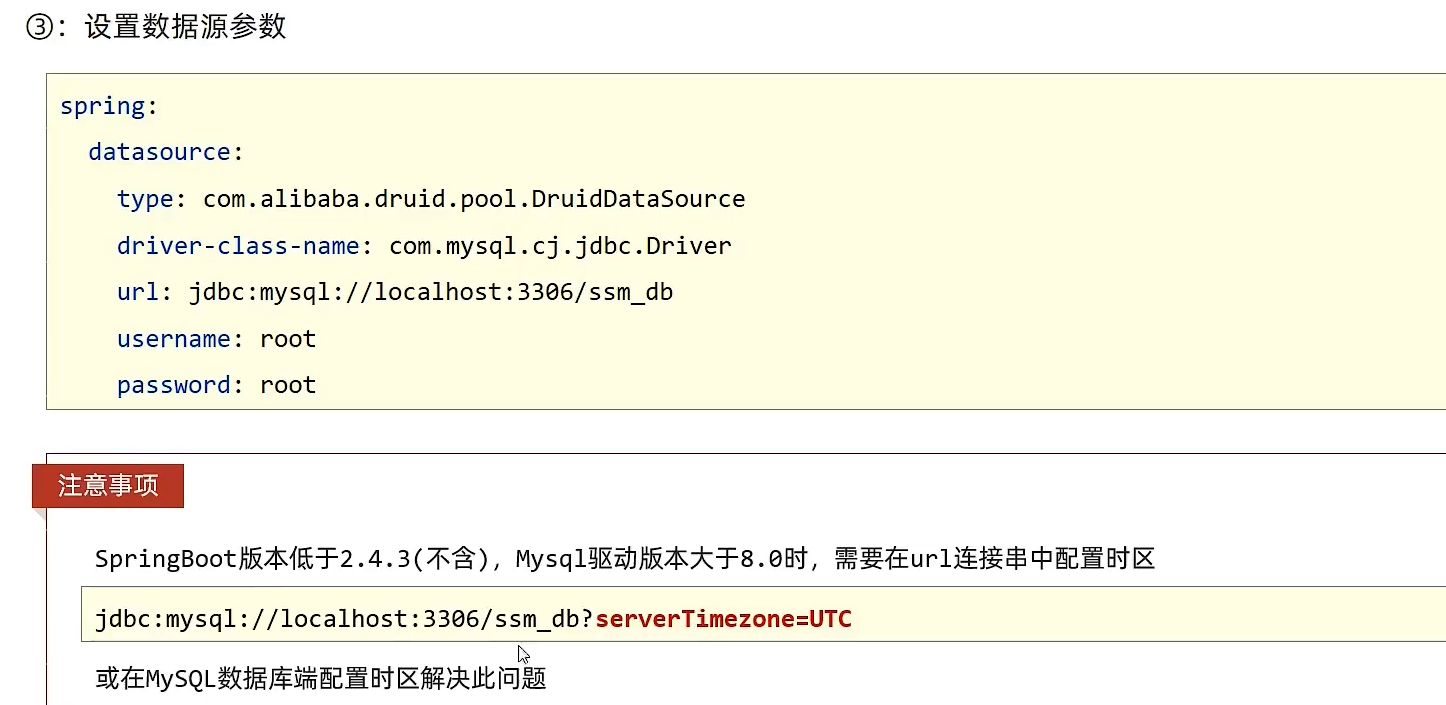 ③：设置数据源参数
spring:
  datasource:
    type: com.alibaba.druid.pool.DruidDataSource
    driver-class-name: com.mysql.cj.jdbc.Driver
    url: jdbc:mysql://localhost:3306/ssm_db
    username: root
    password: root
注意事项
SpringBoot版本低于2.4.3(不含)，Mysql驱动版本大于8.0时，需要在url连接串中配置时区
jdbc:mysql://localhost:3306/ssm_db?serverTimezone=UTC
或在MySQL数据库端配置时区解决此问题